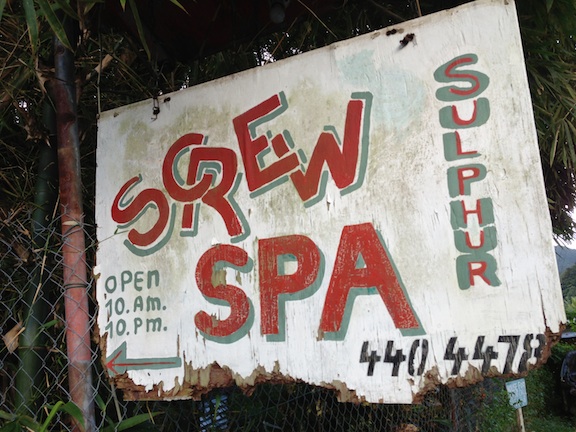 SCREW
SPA
SULPHUR
OPEN
10.Am.
10.Pm.
440 4478